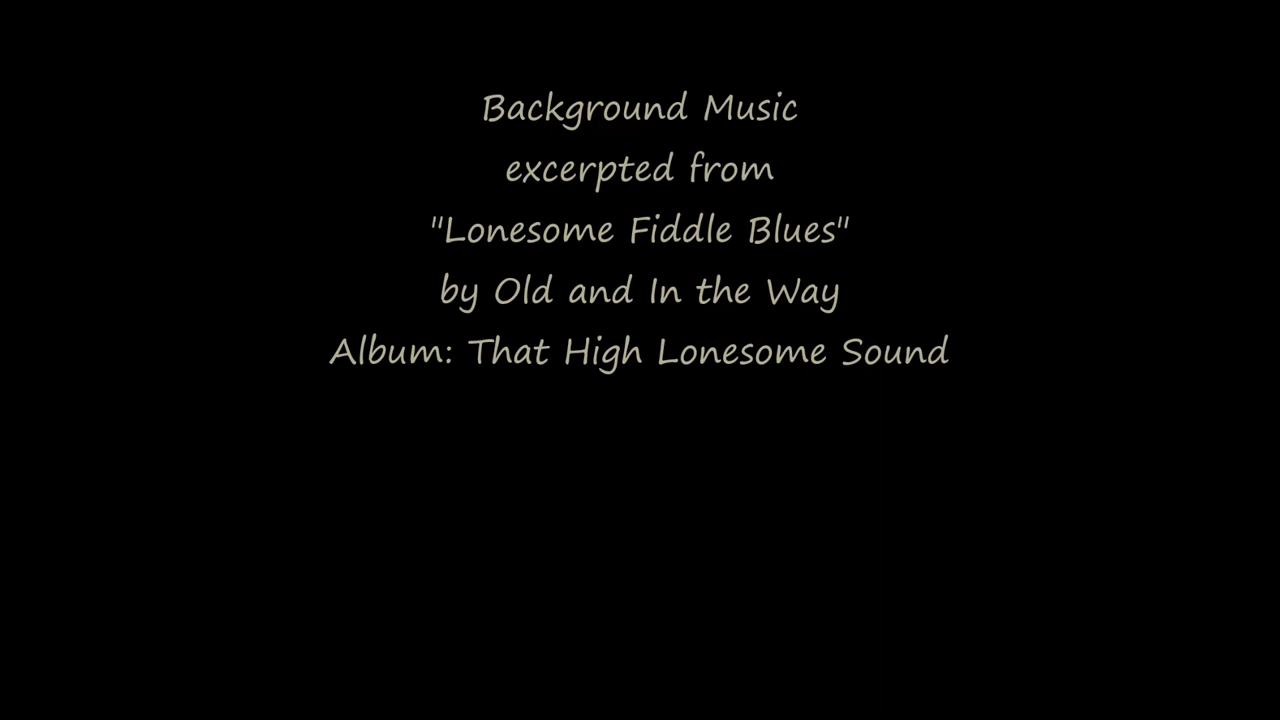 Background Music
excerpted from
"Lonesome Fiddle Blues"
by Old and In the Way
Album: That High Lonesome Sound